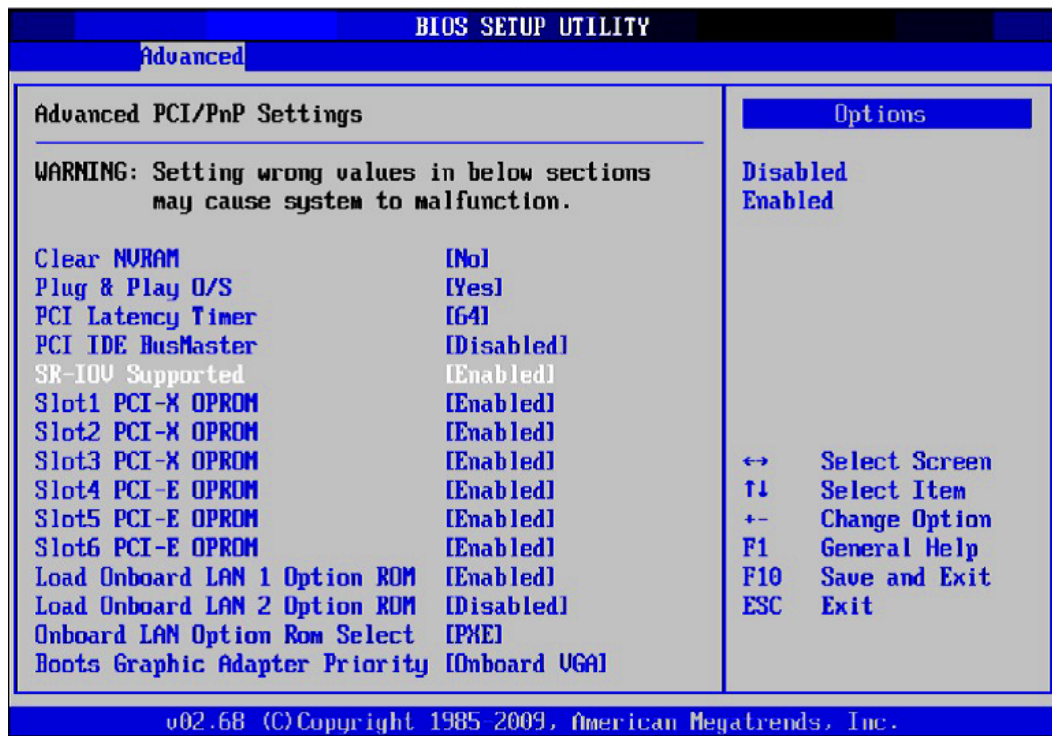 BIOS SETUP UTILITY
Advanced
Advanced PCI/PnP Settings
WARNING: Setting wrong values in below sections
may cause system to malfunction.
Clear NVRAM [No]
Plug & Play O/S [Yes]
PCI Latency Timer [64]
PCI IDE BusMaster [Disabled]
SR-IOV Supported [Enabled]
Slot1 PCI-X OPROM [Enabled]
Slot2 PCI-X OPROM [Enabled]
Slot3 PCI-X OPROM [Enabled]
Slot4 PCI-E OPROM [Enabled]
Slot5 PCI-E OPROM [Enabled]
Slot6 PCI-E OPROM [Enabled]
Load Onboard LAN 1 Option ROM [Enabled]
Load Onboard LAN 2 Option ROM [Disabled]
Onboard LAN Option Rom Select [PXE]
Boots Graphic Adapter Priority [Onboard VGA]
Options
Disabled
Enabled
↔ Select Screen
↑↓ Select Item
+- Change Option
F1 General Help
F10 Save and Exit
ESC Exit
v02.68 (C)Copyright 1985-2009, American Megatrends, Inc.